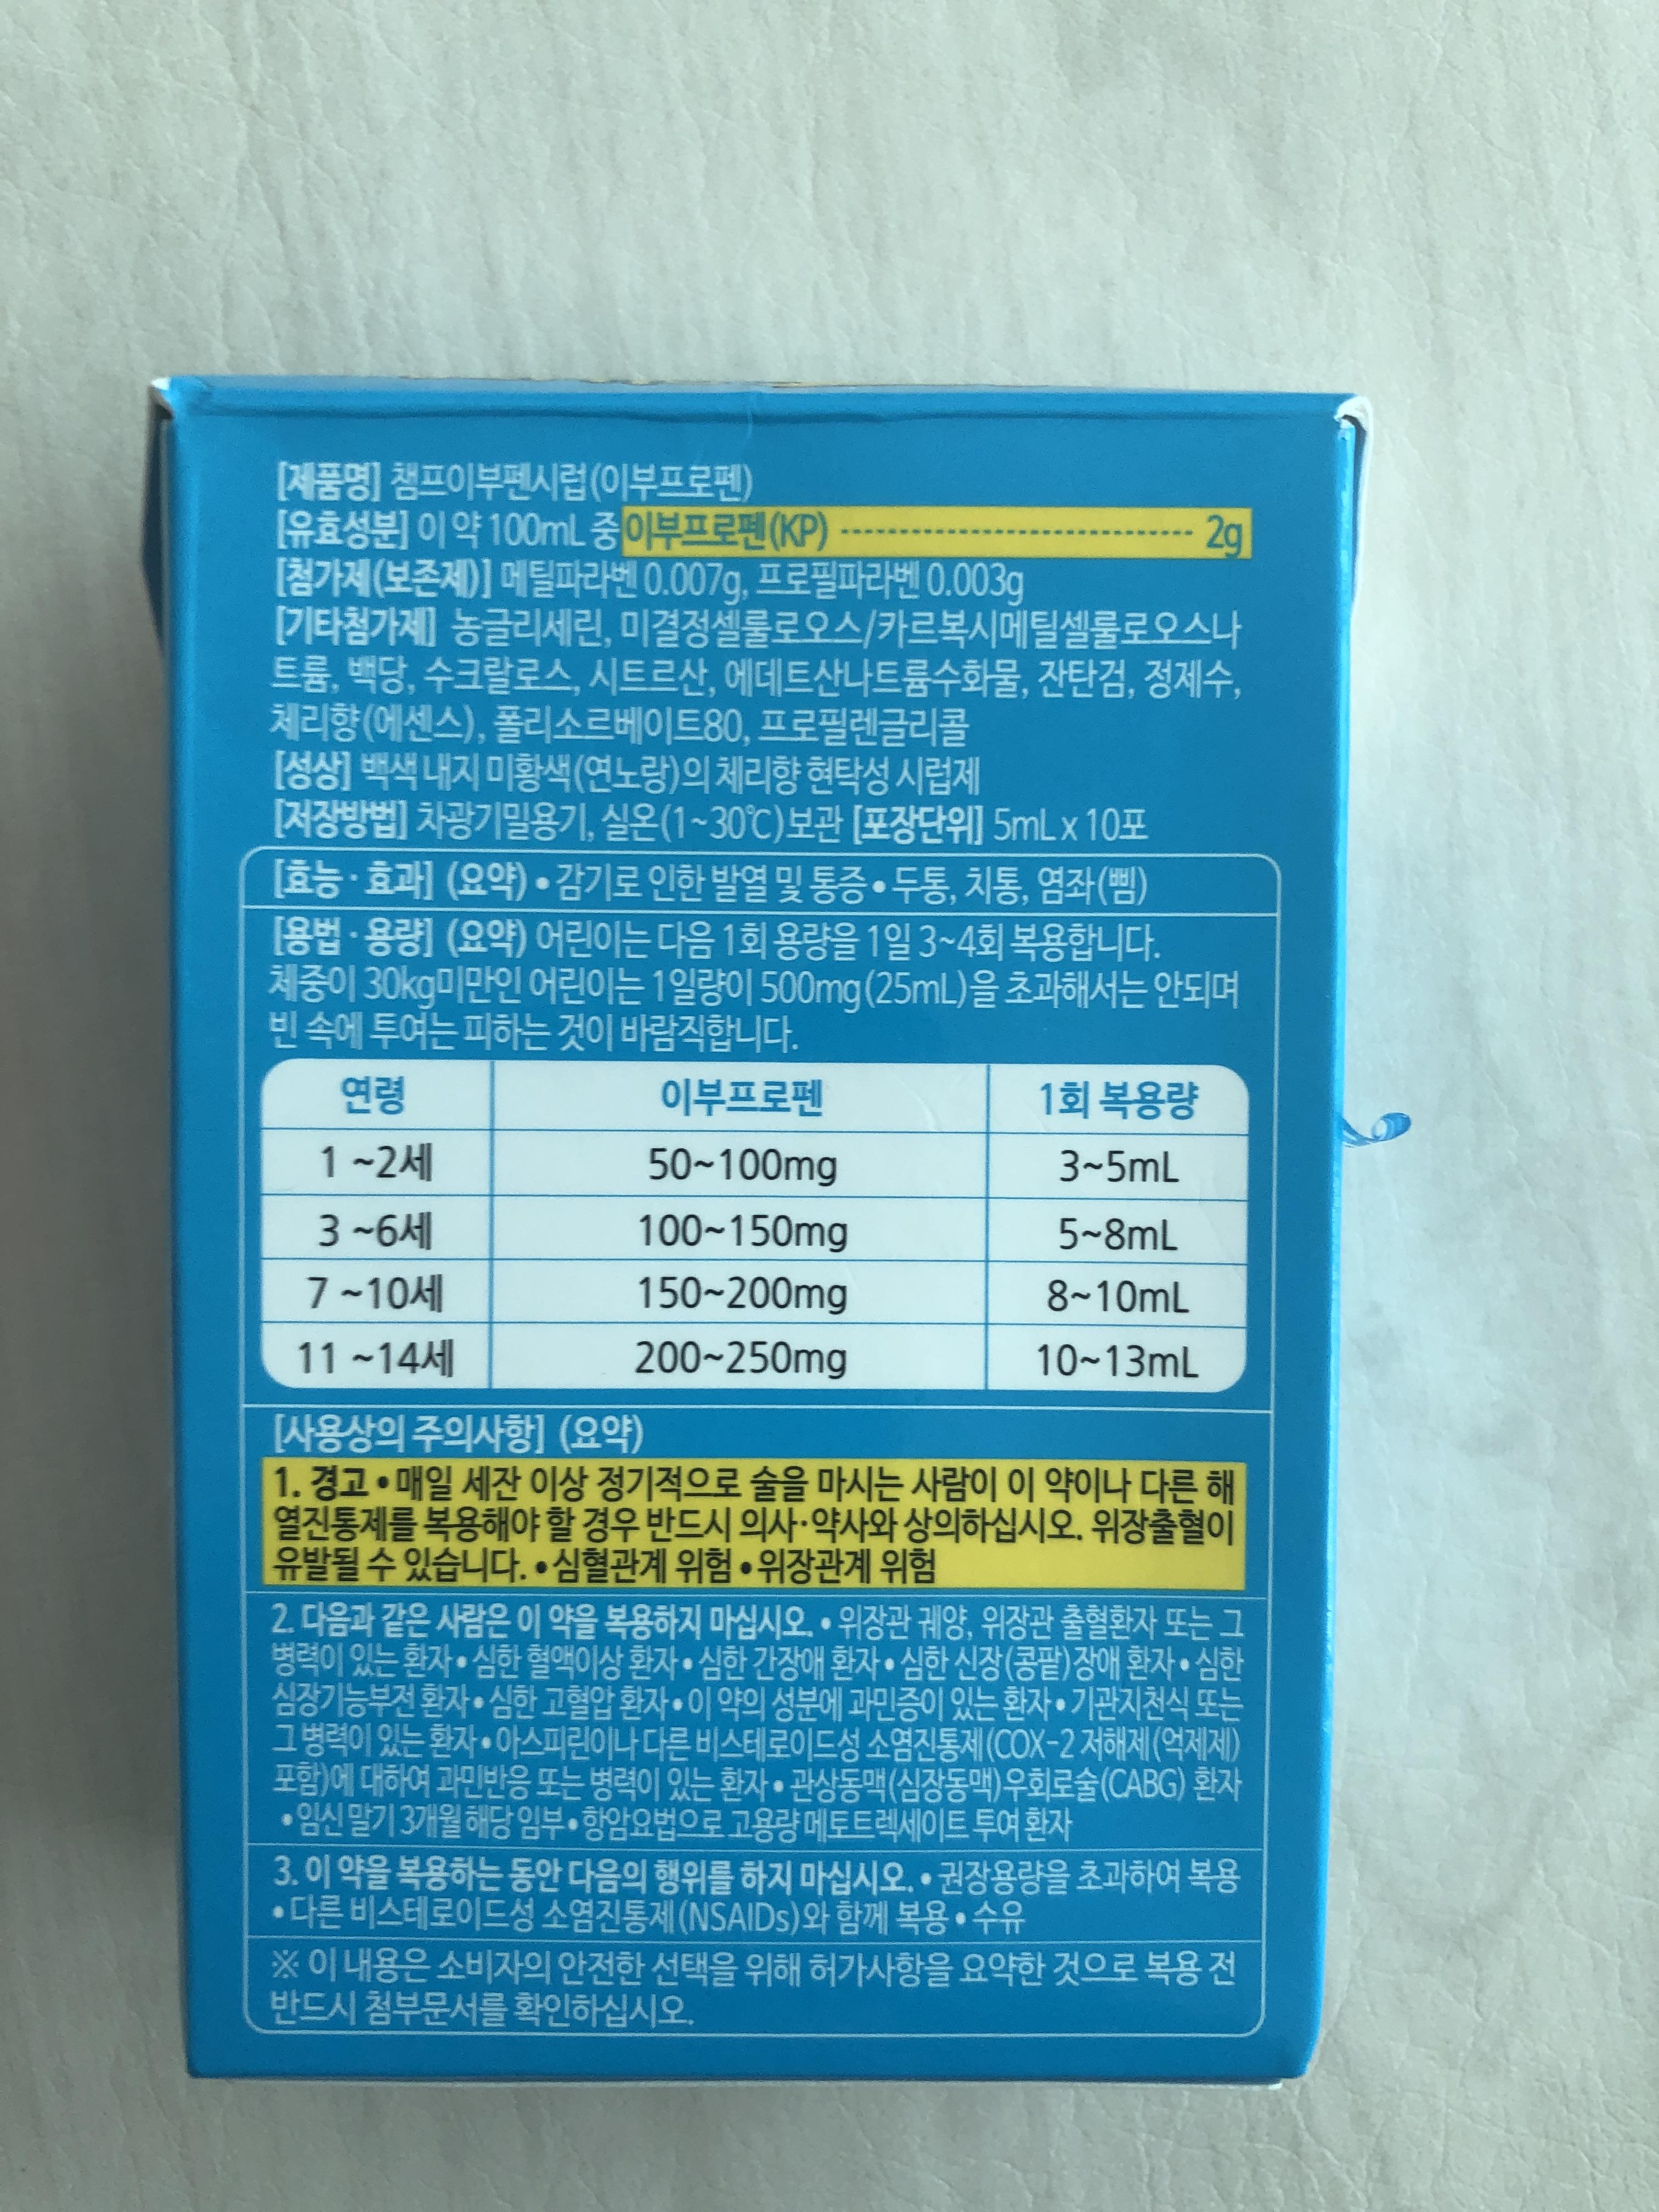 [제품명] 챔프이부펜시럽(이부프로펜)
[유효성분] 이 약 100mL 중 이부프로펜(KP) ------------------------------ 2g
[첨가제(보존제)] 메틸파라벤 0.007g, 프로필파라벤 0.003g
[기타첨가제] 농글리세린, 미결정셀룰로오스/카르복시메틸셀룰로오스나
트륨, 백당, 수크랄로스, 시트르산, 에데트산나트륨수화물, 잔탄검, 정제수,
체리향(에센스), 폴리소르베이트80, 프로필렌글리콜
[성상] 백색 내지 미황색(연노랑)의 체리향 현탁성 시럽제
[저장방법] 차광기밀용기, 실온(1~30℃)보관 [포장단위] 5mL x 10포
[효능·효과] (요약) • 감기로 인한 발열 및 통증 • 두통, 치통, 염좌(삠)
[용법·용량] (요약) 어린이는 다음 1회 용량을 1일 3~4회 복용합니다.
체중이 30kg미만인 어린이는 1일량이 500mg(25mL)을 초과해서는 안되며
빈 속에 투여는 피하는 것이 바람직합니다.
연령 이부프로펜 1회 복용량
1 ~2세 50~100mg 3~5mL
3 ~6세 100~150mg 5~8mL
7 ~10세 150~200mg 8~10mL
11 ~14세 200~250mg 10~13mL
[사용상의 주의사항] (요약)
1. 경고 • 매일 세잔 이상 정기적으로 술을 마시는 사람이 이 약이나 다른 해
열진통제를 복용해야 할 경우 반드시 의사·약사와 상의하십시오. 위장출혈이
유발될 수 있습니다. • 심혈관계 위험 • 위장관계 위험
2. 다음과 같은 사람은 이 약을 복용하지 마십시오. • 위장관 궤양, 위장관 출혈환자 또는 그
병력이 있는 환자 • 심한 혈액이상 환자 • 심한 간장애 환자 • 심한 신장(콩팥)장애 환자 • 심한
심장기능부전 환자 • 심한 고혈압 환자 • 이 약의 성분에 과민증이 있는 환자 • 기관지천식 또는
그 병력이 있는 환자 • 아스피린이나 다른 비스테로이드성 소염진통제(COX-2 저해제(억제제)
포함)에 대하여 과민반응 또는 병력이 있는 환자 • 관상동맥(심장동맥)우회로술(CABG) 환자
• 임신 말기 3개월 해당 임부 • 항암요법으로 고용량 메토트렉세이트 투여 환자
3. 이 약을 복용하는 동안 다음의 행위를 하지 마십시오. • 권장용량을 초과하여 복용
• 다른 비스테로이드성 소염진통제(NSAIDs)와 함께 복용 • 수유
※ 이 내용은 소비자의 안전한 선택을 위해 허가사항을 요약한 것으로 복용 전
반드시 첨부문서를 확인하십시오.